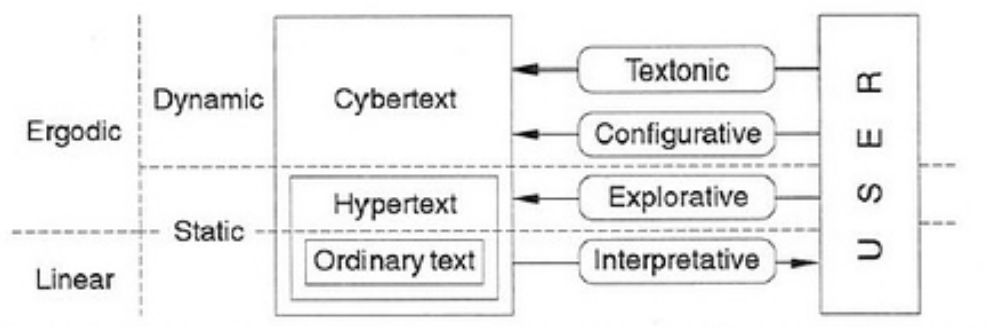 Textonic
Dynamic
Cybertext
Ergodic
Configurative
Hypertext
Explorative
Static
Ordinary text
Interpretative
Linear
USER